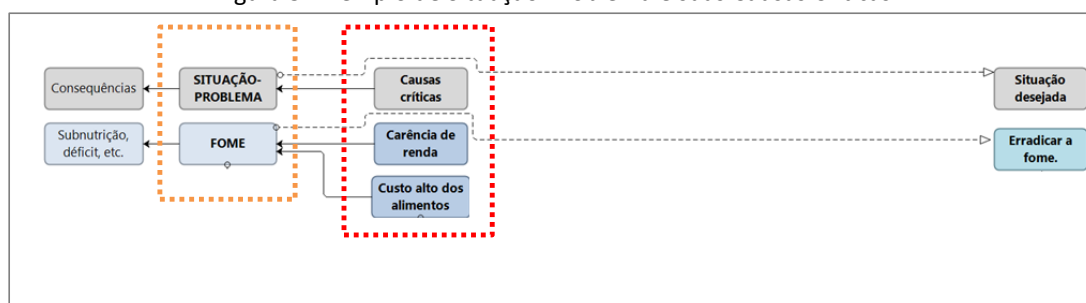 Consequências
SITUAÇÃO-
PROBLEMA
Causas
críticas
Situação
desejada
Subnutrição,
déficit, etc.
FOME
Carência de
renda
Erradicar a
fome.
Custo alto dos
alimentos